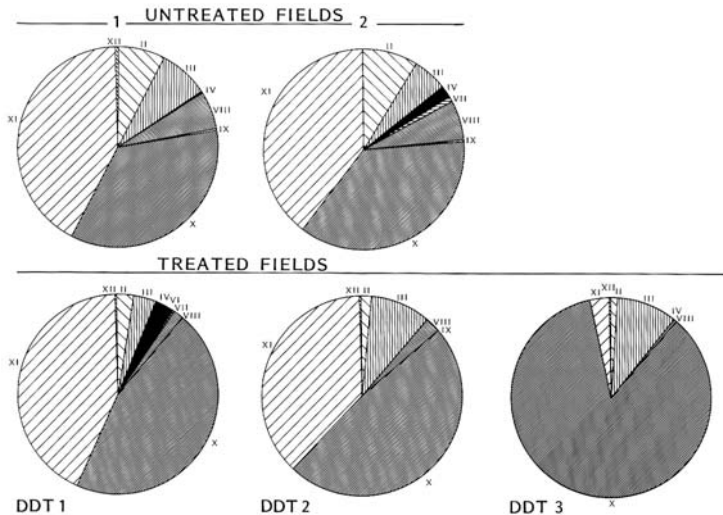 UNTREATED FIELDS
1 2
XII II III IV VIII IX X XI
II III IV VII VIII IX X XI
TREATED FIELDS
XII II III IV VI VII VIII X XI
XII II III VIII IX X XI
XI XII II III IV VIII X
DDT 1 DDT 2 DDT 3